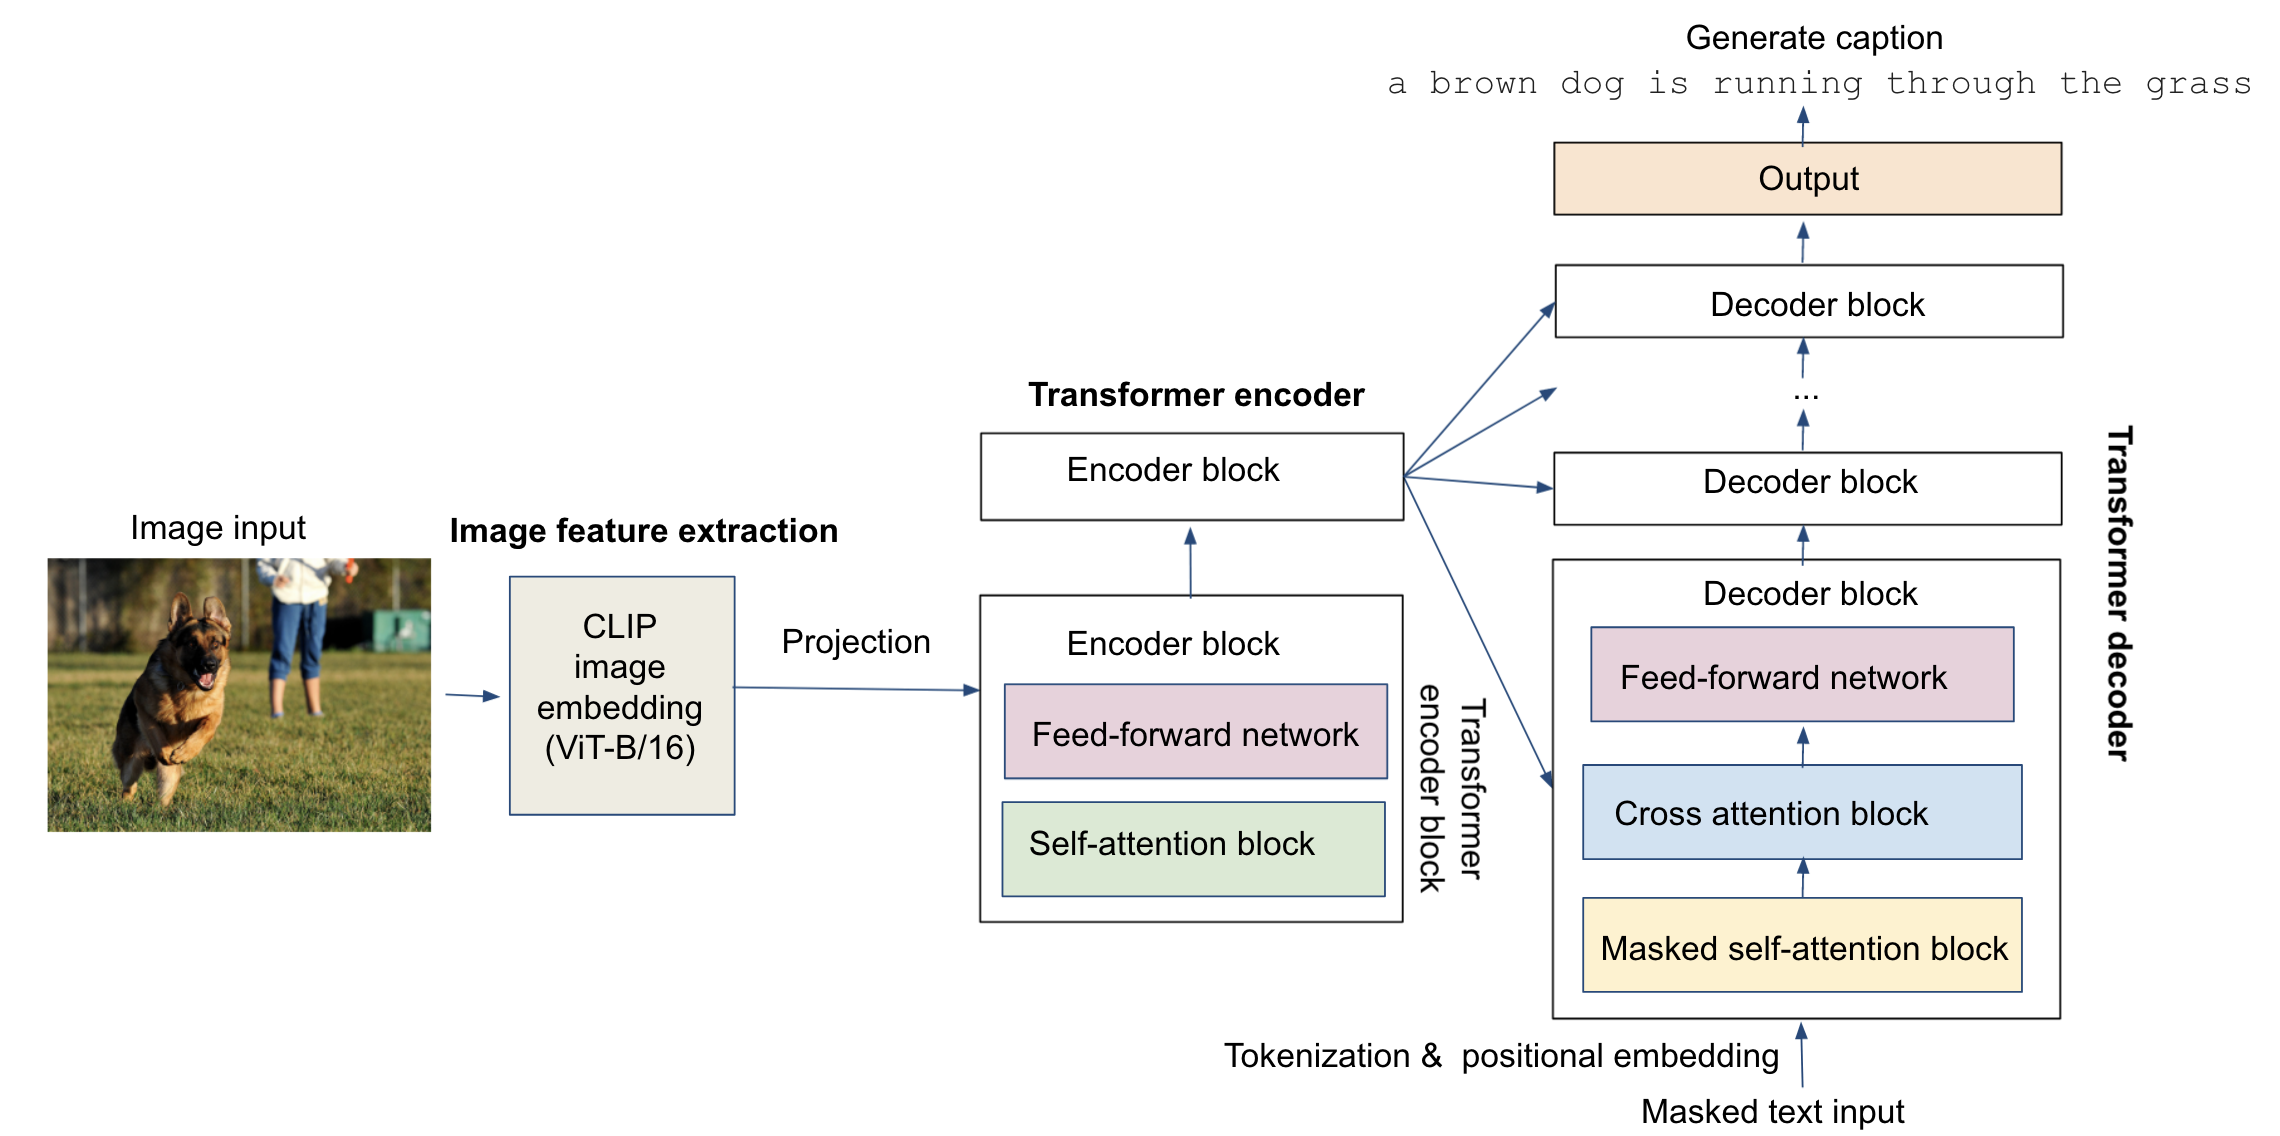 Generate caption
a brown dog is running through the grass
Output
Decoder block
...
Decoder block
Transformer encoder
Encoder block
Image input
Image feature extraction
CLIP
image
embedding
(ViT-B/16)
Projection
Encoder block
Feed-forward network
Self-attention block
Transformer
encoder block
Decoder block
Feed-forward network
Cross attention block
Masked self-attention block
Transformer decoder
Tokenization & positional embedding
Masked text input